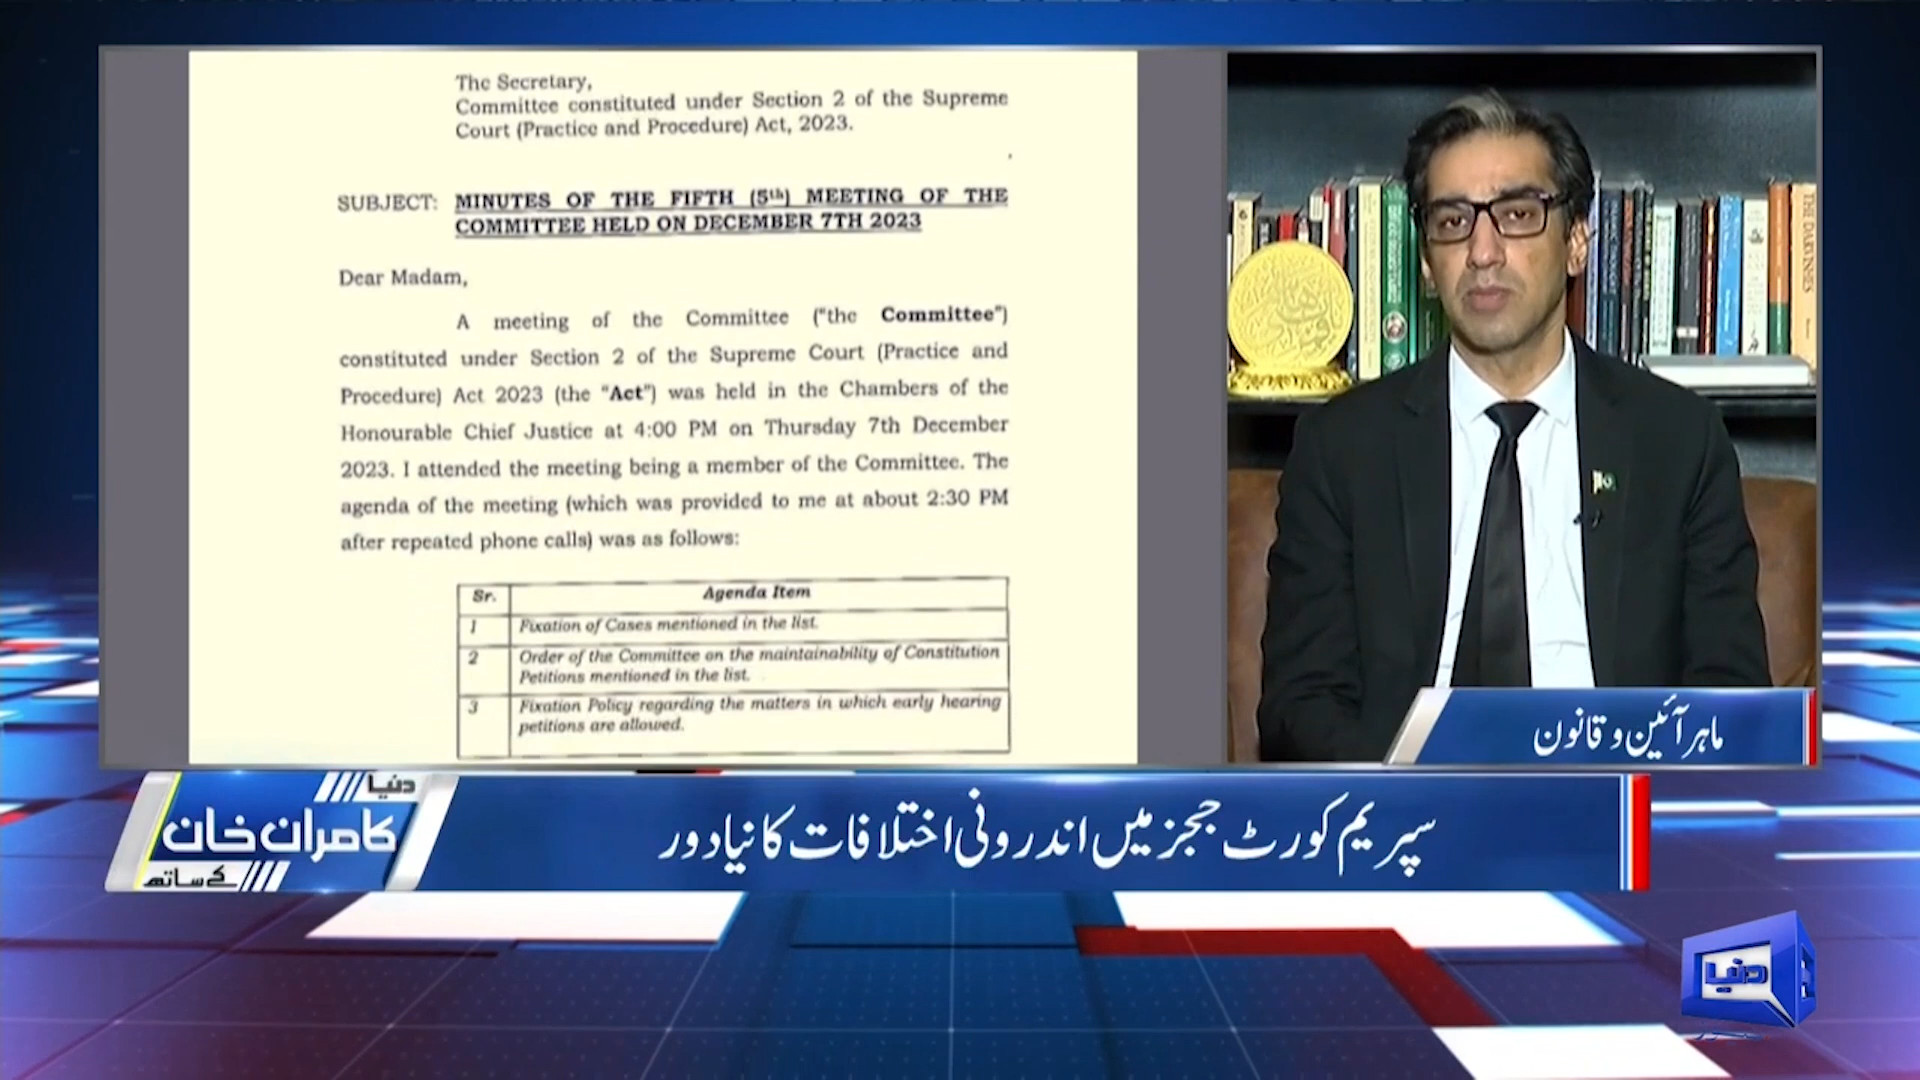 The Secretary,
Committee constituted under Section 2 of the Supreme
Court (Practice and Procedure) Act, 2023.
SUBJECT: MINUTES OF THE FIFTH (5th) MEETING OF THE
COMMITTEE HELD ON DECEMBER 7TH 2023
Dear Madam,
A meeting of the Committee ("the Committee")
constituted under Section 2 of the Supreme Court (Practice and
Procedure) Act 2023 (the "Act") was held in the Chambers of the
Honourable Chief Justice at 4:00 PM on Thursday 7th December
2023. I attended the meeting being a member of the Committee. The
agenda of the meeting (which was provided to me at about 2:30 PM
after repeated phone calls) was as follows:
Sr. Agenda Item
1 Fixation of Cases mentioned in the list.
2 Order of the Committee on the maintainability of Constitution
Petitions mentioned in the list.
3 Fixation Policy regarding the matters in which early hearing
petitions are allowed.
ماہر آئین و قانون
دنیا
کامران خان
کے ساتھ
سپریم کورٹ ججز میں اندرونی اختلافات کا نیا دور
دنیا